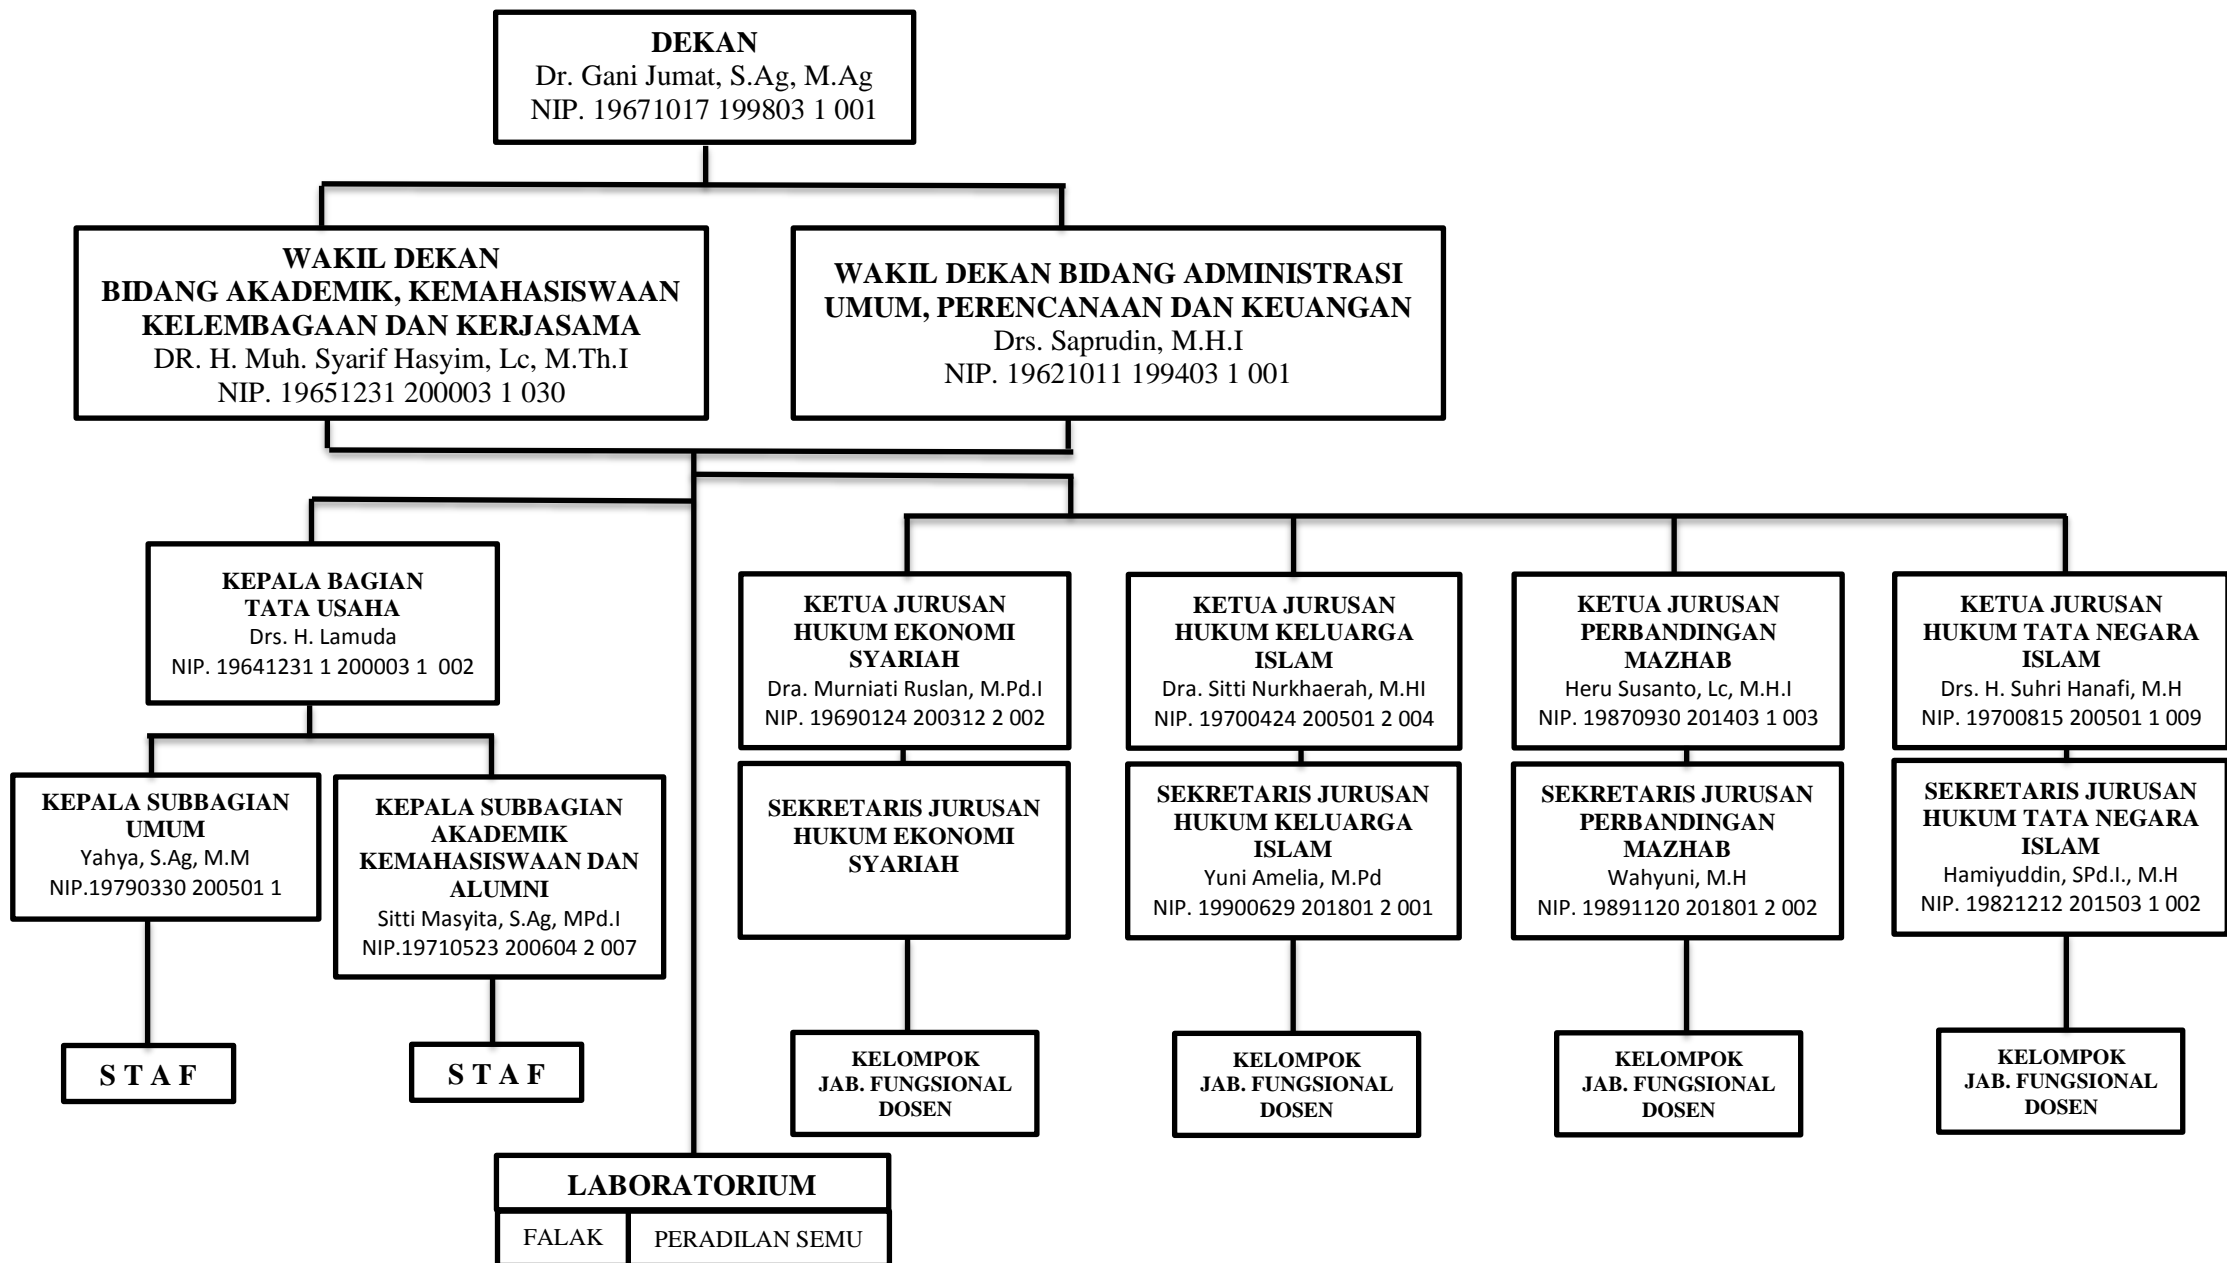 DEKAN
Dr. Gani Jumat, S.Ag, M.Ag
NIP. 19671017 199803 1 001
WAKIL DEKAN
BIDANG AKADEMIK, KEMAHASISWAAN
KELEMBAGAAN DAN KERJASAMA
DR. H. Muh. Syarif Hasyim, Lc, M.Th.I
NIP. 19651231 200003 1 030
WAKIL DEKAN BIDANG ADMINISTRASI
UMUM, PERENCANAAN DAN KEUANGAN
Drs. Saprudin, M.H.I
NIP. 19621011 199403 1 001
KEPALA BAGIAN
TATA USAHA
Drs. H. Lamuda
NIP. 19641231 1 200003 1  002
KETUA JURUSAN
HUKUM EKONOMI
SYARIAH
Dra. Murniati Ruslan, M.Pd.I
NIP. 19690124 200312 2 002
KETUA JURUSAN
HUKUM KELUARGA
ISLAM
Dra. Sitti Nurkhaerah, M.HI
NIP. 19700424 200501 2 004
KETUA JURUSAN
PERBANDINGAN
MAZHAB
Heru Susanto, Lc, M.H.I
NIP. 19870930 201403 1 003
KETUA JURUSAN
HUKUM TATA NEGARA
ISLAM
Drs. H. Suhri Hanafi, M.H
NIP. 19700815 200501 1 009
KEPALA SUBBAGIAN
UMUM
Yahya, S.Ag, M.M
NIP.19790330 200501 1
KEPALA SUBBAGIAN
AKADEMIK
KEMAHASISWAAN DAN
ALUMNI
Sitti Masyita, S.Ag, MPd.I
NIP.19710523 200604 2 007
SEKRETARIS JURUSAN
HUKUM EKONOMI
SYARIAH
SEKRETARIS JURUSAN
HUKUM KELUARGA
ISLAM
Yuni Amelia, M.Pd
NIP. 19900629 201801 2 001
SEKRETARIS JURUSAN
PERBANDINGAN
MAZHAB
Wahyuni, M.H
NIP. 19891120 201801 2 002
SEKRETARIS JURUSAN
HUKUM TATA NEGARA
ISLAM
Hamiyuddin, SPd.I., M.H
NIP. 19821212 201503 1 002
S T A F
S T A F
KELOMPOK
JAB. FUNGSIONAL
DOSEN
KELOMPOK
JAB. FUNGSIONAL
DOSEN
KELOMPOK
JAB. FUNGSIONAL
DOSEN
KELOMPOK
JAB. FUNGSIONAL
DOSEN
LABORATORIUM
FALAK
PERADILAN SEMU